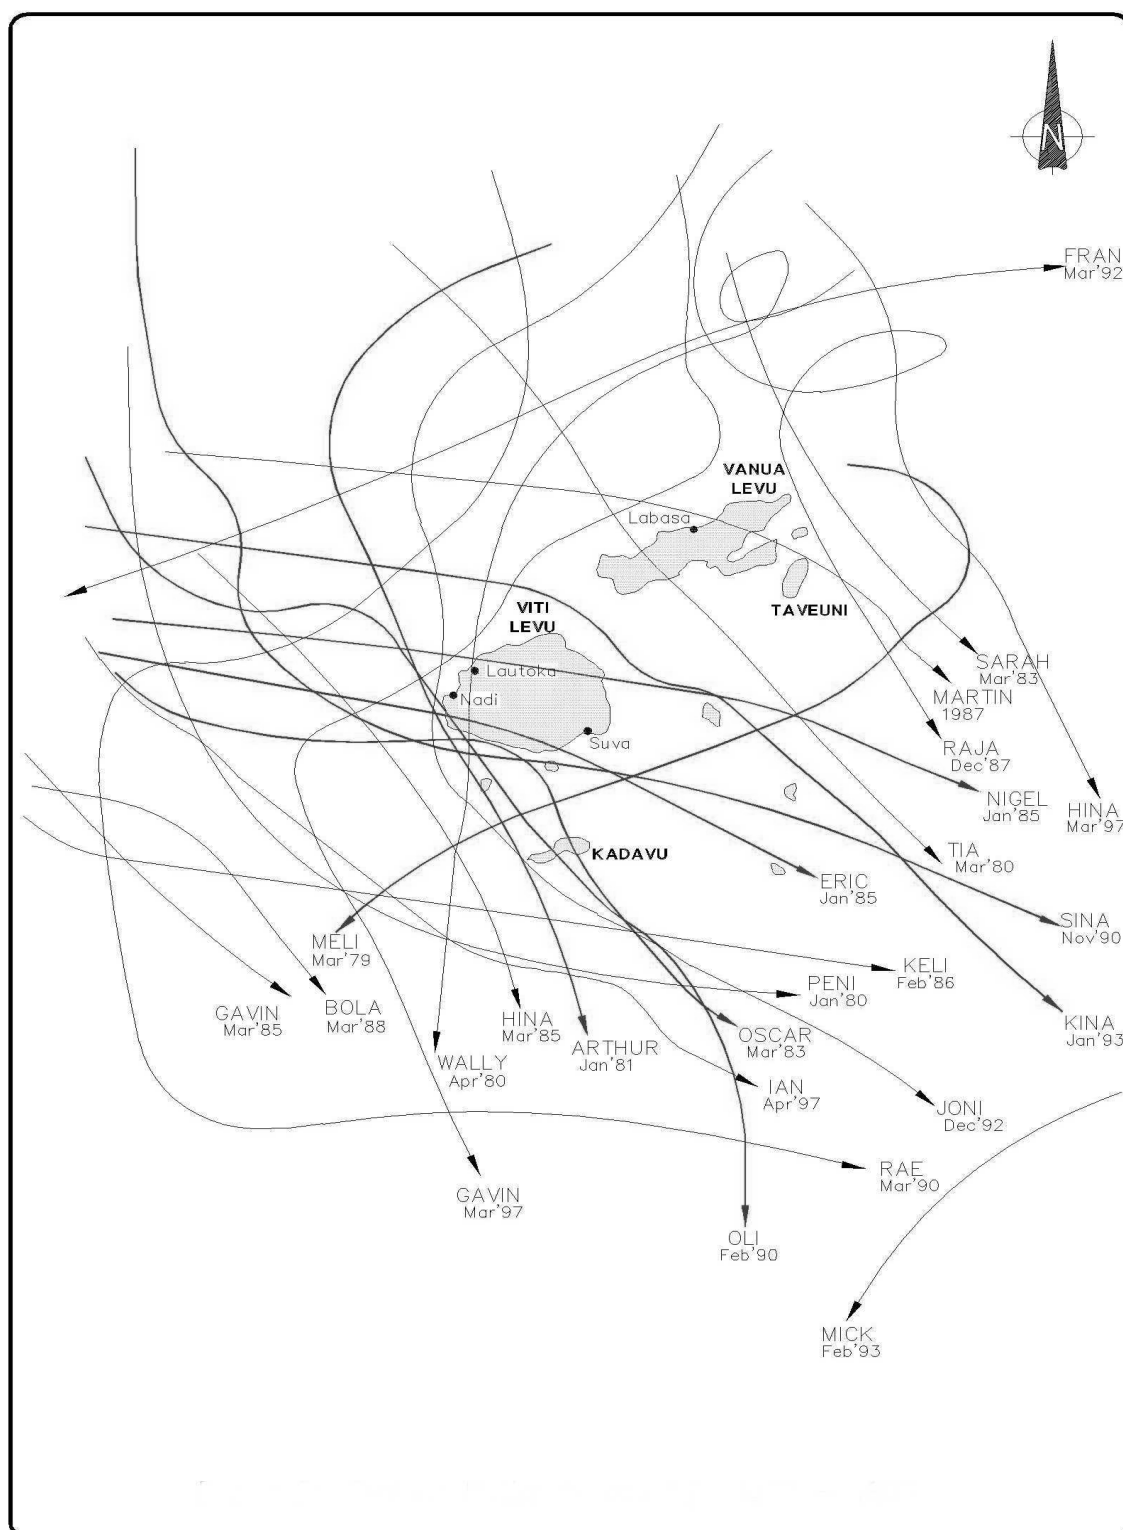 N
FRAN
Mar'92
VANUA
LEVU
Labasa
TAVEUNI
VITI
LEVU
Lautoka
Nadi
Suva
SARAH
Mar'83
MARTIN
1987
RAJA
Dec'87
NIGEL
Jan'85
HINA
Mar'97
TIA
Mar'80
KADAVU
ERIC
Jan'85
SINA
Nov'90
MELI
Mar'79
KELI
Feb'86
PENI
Jan'80
GAVIN
Mar'85
BOLA
Mar'88
HINA
Mar'85
ARTHUR
Jan'81
OSCAR
Mar'83
KINA
Jan'93
WALLY
Apr'80
IAN
Apr'97
JONI
Dec'92
RAE
Mar'90
GAVIN
Mar'97
OLI
Feb'90
MICK
Feb'93